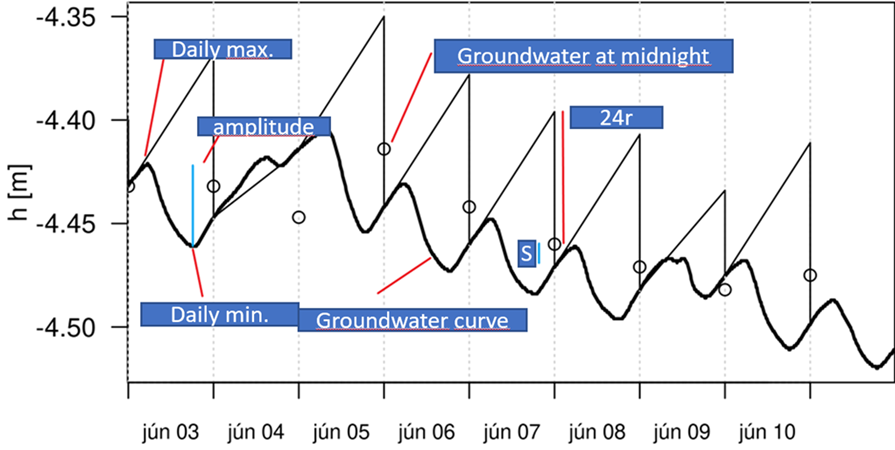 -4.35
Daily max.
Groundwater at midnight
-4.40
amplitude
24r
h [m]
-4.45
S
-4.50
Daily min.
Groundwater curve
jún 03
jún 04
jún 05
jún 06
jún 07
jún 08
jún 09
jún 10